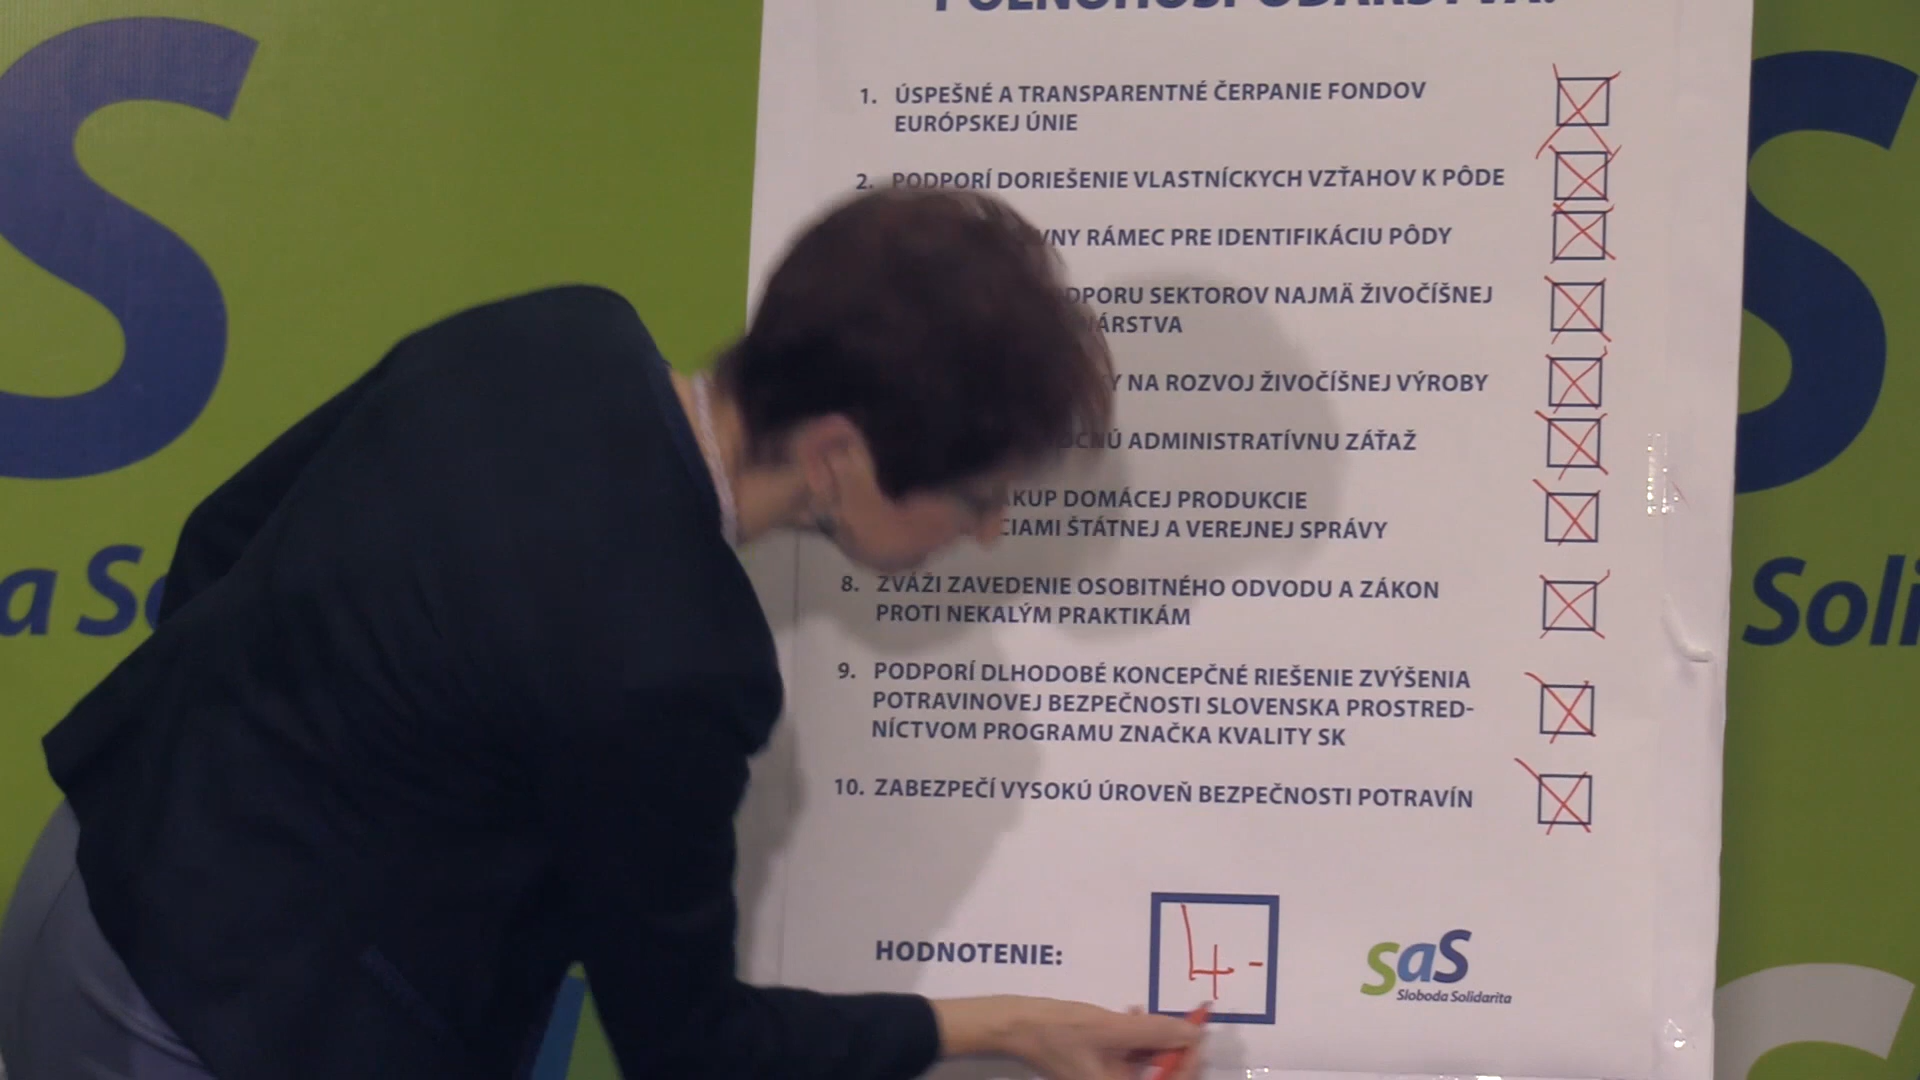 1. ÚSPEŠNÉ A TRANSPARENTNÉ ČERPANIE FONDOV
EURÓPSKEJ ÚNIE
2. PODPORÍ DORIEŠENIE VLASTNÍCKYCH VZŤAHOV K PÔDE
RÁMEC PRE IDENTIFIKÁCIU PÔDY
SEKTOROV NAJMÄ ŽIVOČÍŠNEJ
NA ROZVOJ ŽIVOČÍŠNEJ VÝROBY
ADMINISTRATÍVNU ZÁŤAŽ
DOMÁCEJ PRODUKCIE
ŠTÁTNEJ A VEREJNEJ SPRÁVY
8. ZVÁŽI ZAVEDENIE OSOBITNÉHO ODVODU A ZÁKON
PROTI NEKALÝM PRAKTIKÁM
9. PODPORÍ DLHODOBÉ KONCEPČNÉ RIEŠENIE ZVÝŠENIA
POTRAVINOVEJ BEZPEČNOSTI SLOVENSKA PROSTRED-
NÍCTVOM PROGRAMU ZNAČKA KVALITY SK
10. ZABEZPEČÍ VYSOKÚ ÚROVEŇ BEZPEČNOSTI POTRAVÍN
HODNOTENIE: 4-
SaS
Sloboda Solidarita